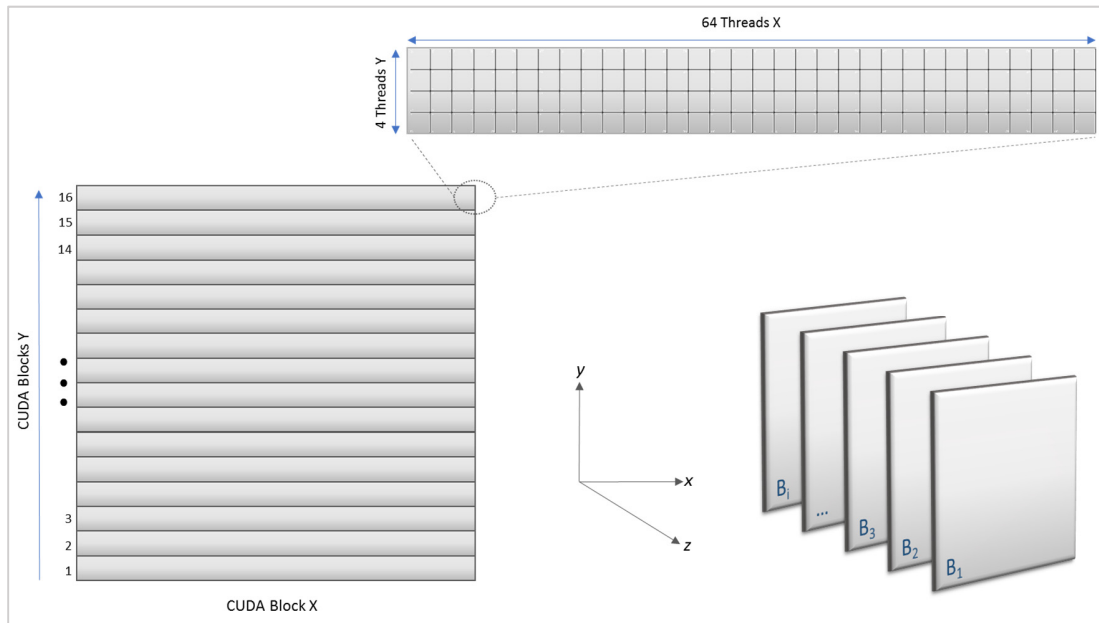 64 Threads X
4 Threads Y
16
15
14
CUDA Blocks Y
3
2
1
CUDA Block X
y
x
z
Bi
...
B3
B2
B1